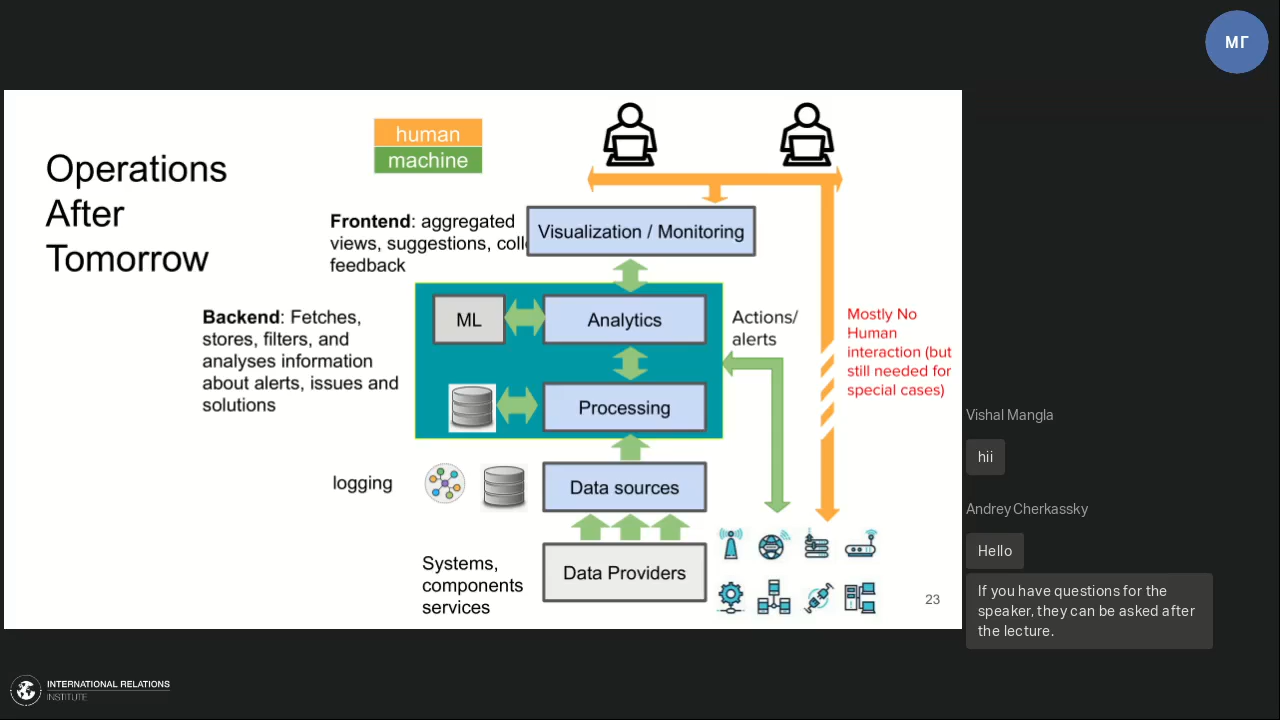 МГ
Operations
After
Tomorrow
human
machine
Frontend: aggregated
views, suggestions, coll
feedback
Visualization / Monitoring
Backend: Fetches,
stores, filters, and
analyses information
about alerts, issues and
solutions
ML
Analytics
Processing
Actions/
alerts
Mostly No
Human
interaction (but
still needed for
special cases)
logging
Data sources
Systems,
components
services
Data Providers
23
Vishal Mangla
hii
Andrey Cherkassky
Hello
If you have questions for the
speaker, they can be asked after
the lecture.
INTERNATIONAL RELATIONS
INSTITUTE